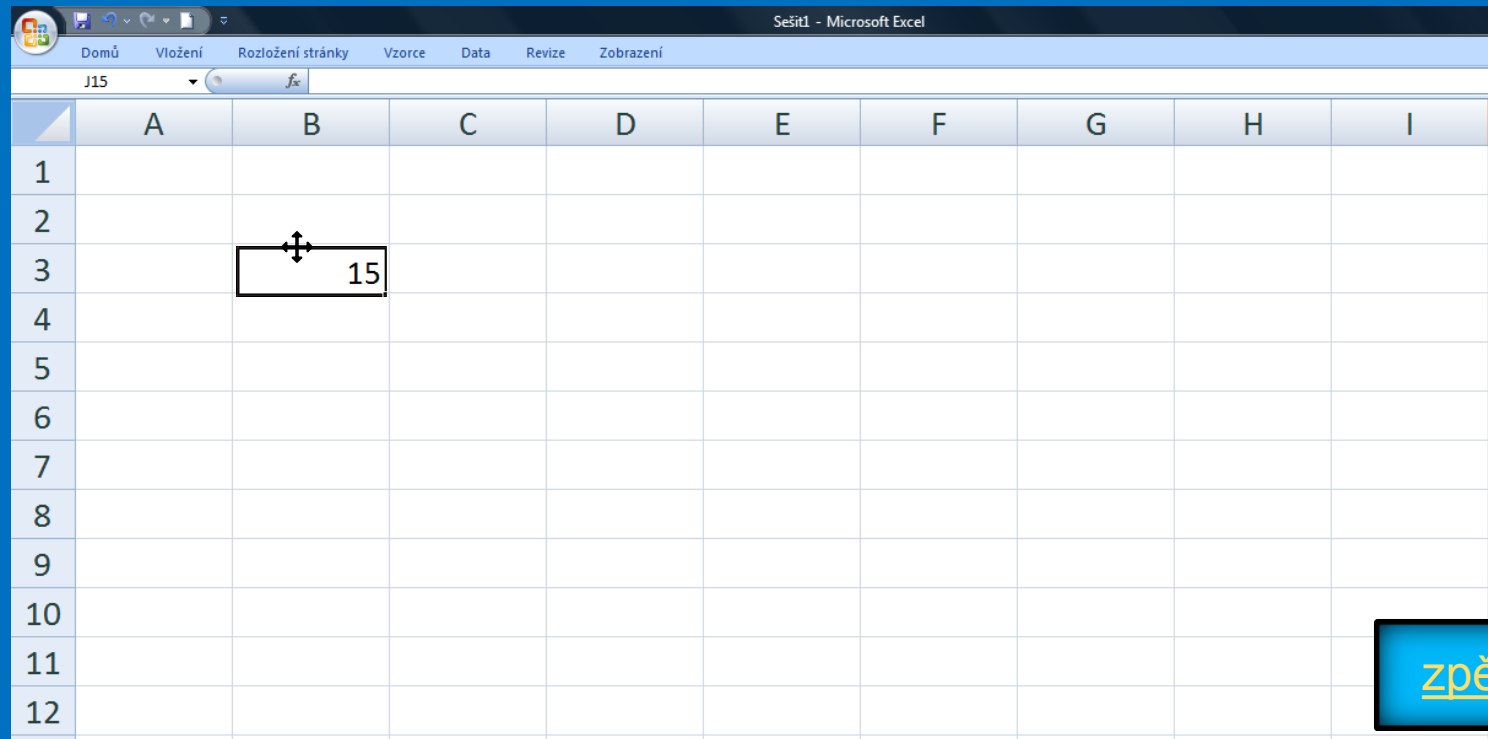 Sešit1 - Microsoft Excel
Domů Vložení Rozložení stránky Vzorce Data Revize Zobrazení
J15 fx
A B C D E F G H I
1
2
3 15
4
5
6
7
8
9
10
11
zpě
12